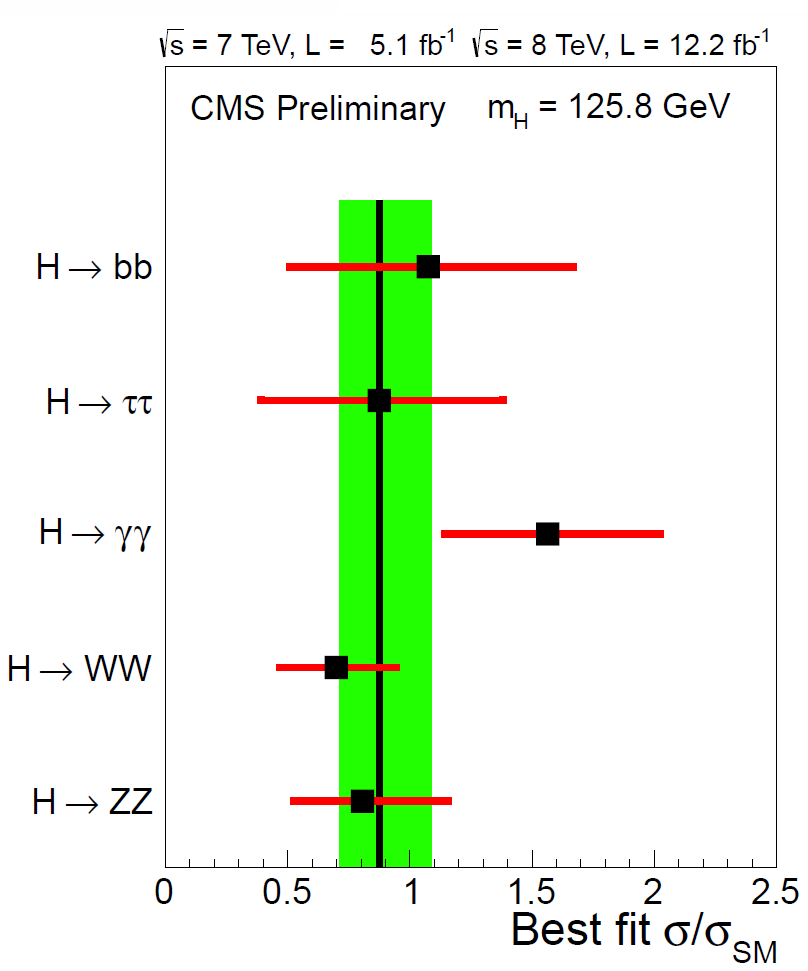 √s = 7 TeV, L = 5.1 fb⁻¹ √s = 8 TeV, L = 12.2 fb⁻¹
CMS Preliminary m_H = 125.8 GeV
H → bb
H → ττ
H → γγ
H → WW
H → ZZ
0 0.5 1 1.5 2 2.5
Best fit σ/σ_SM